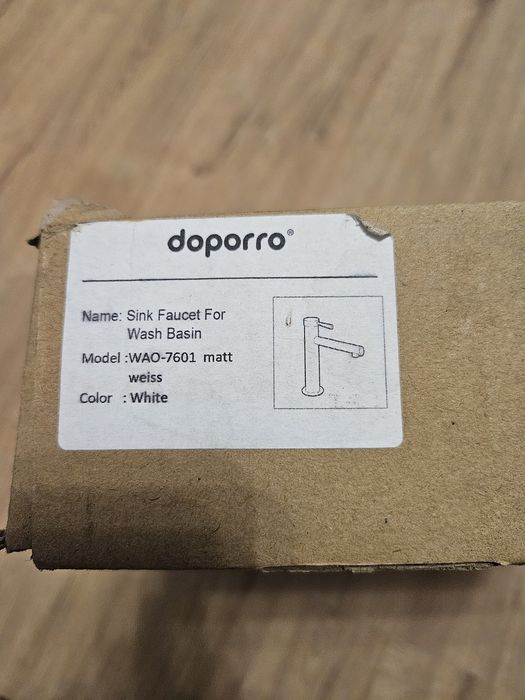 doporro®
Name: Sink Faucet For
Wash Basin
Model :WAO-7601 matt
weiss
Color : White